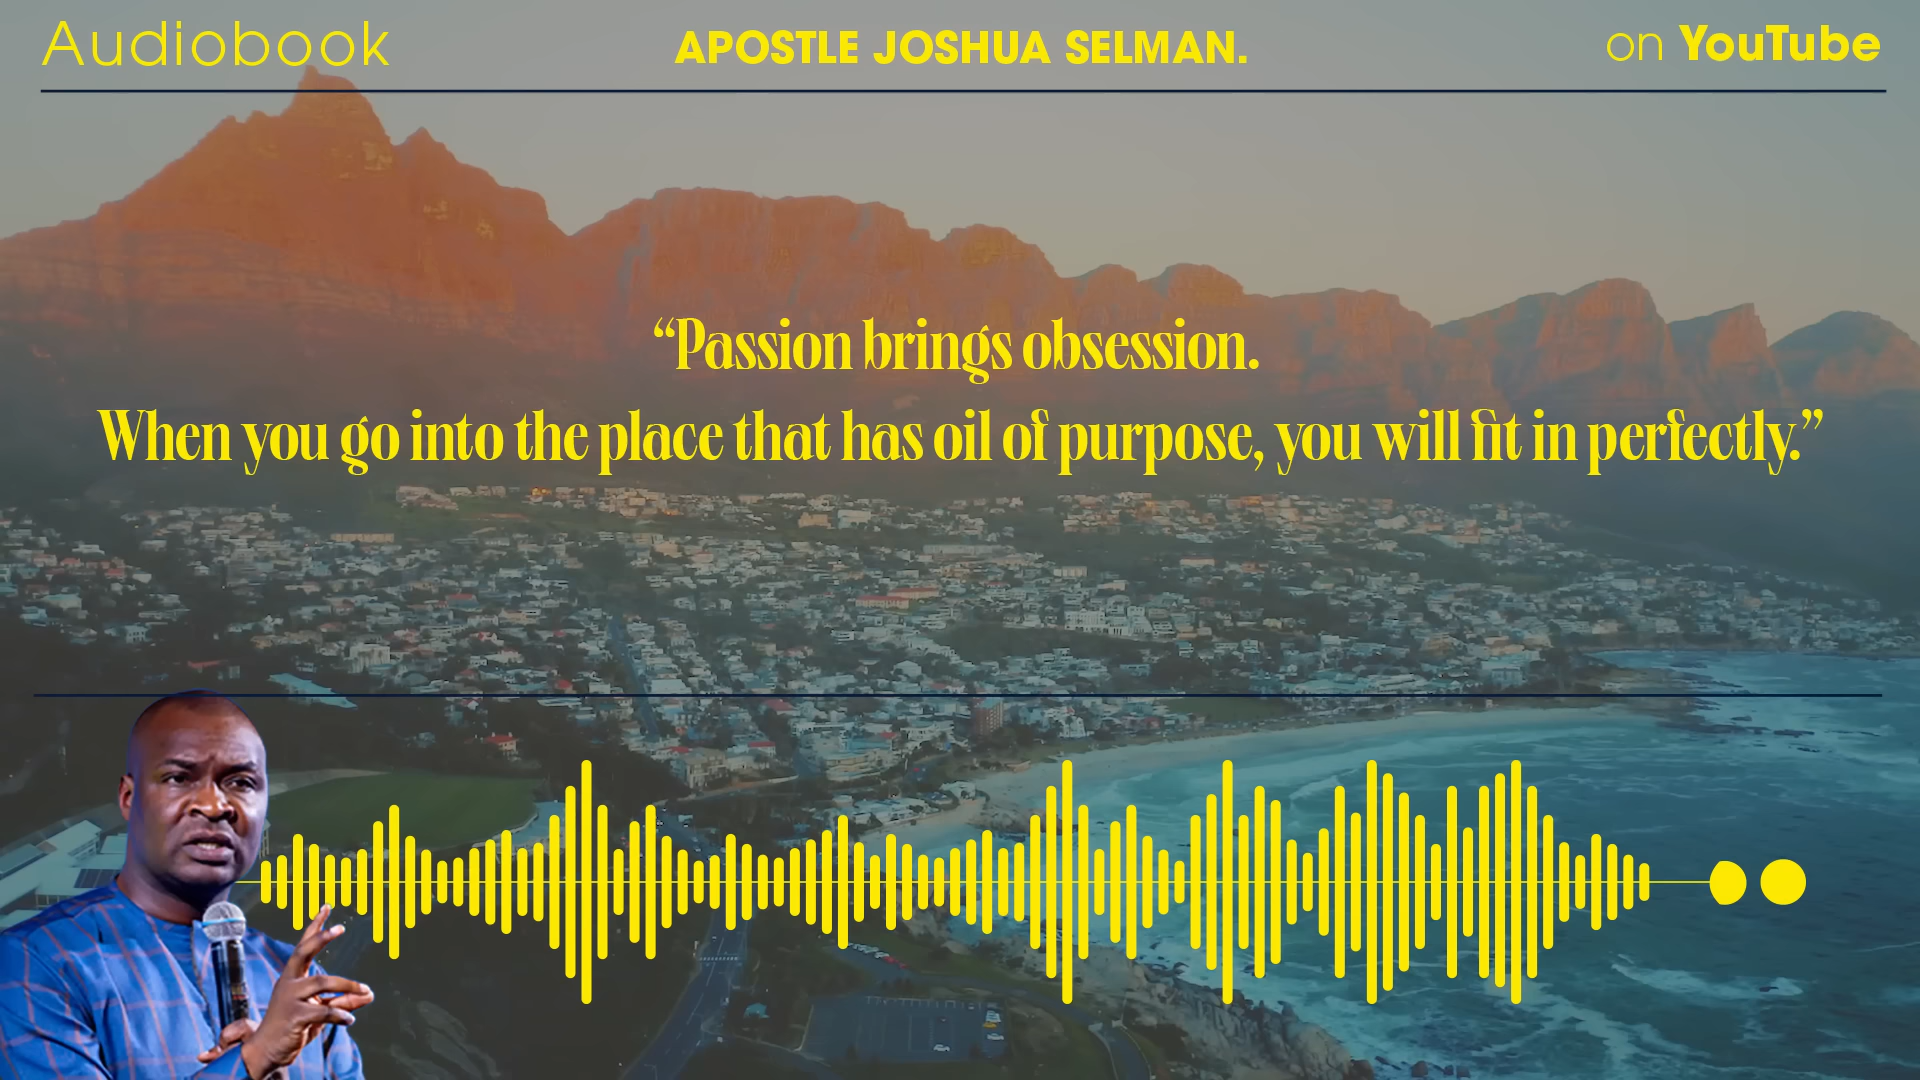 Audiobook
APOSTLE JOSHUA SELMAN.
on YouTube
“Passion brings obsession.
When you go into the place that has oil of purpose, you will fit in perfectly.”